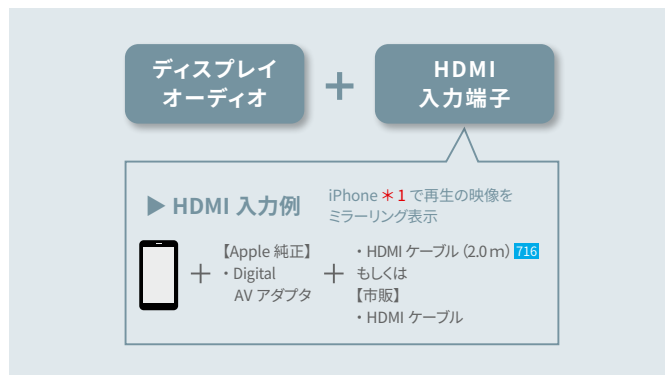 ディスプレイ
オーディオ
+
HDMI
入力端子
▶ HDMI 入力例
iPhone *1 で再生の映像を
ミラーリング表示
+
【Apple 純正】
・Digital
AV アダプタ
+
・HDMI ケーブル（2.0m）716
もしくは
【市販】
・HDMI ケーブル